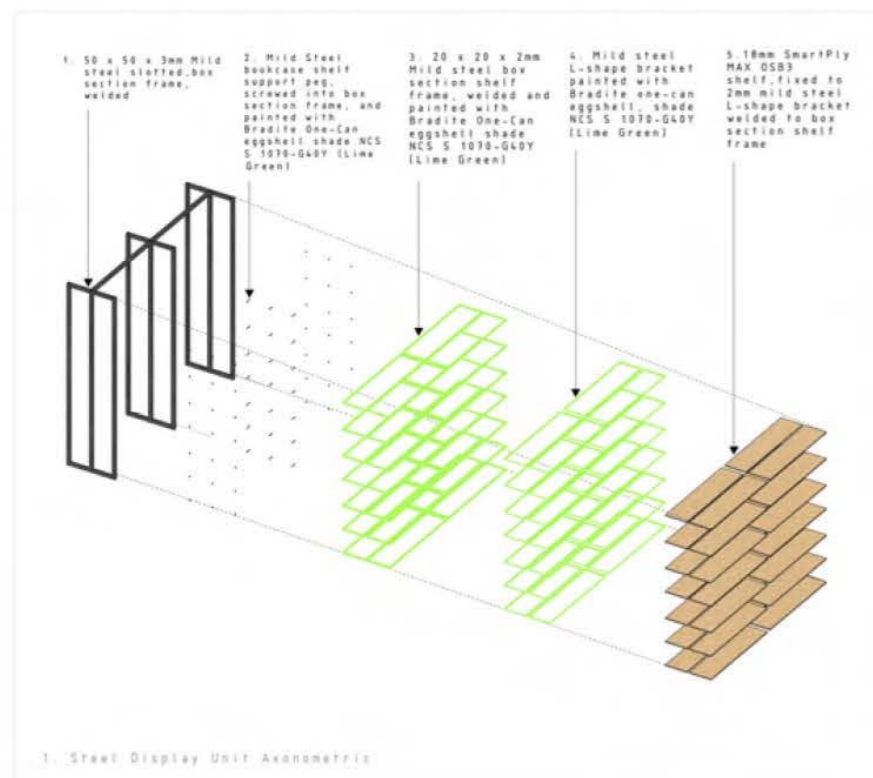 1. 50 x 50 x 3mm Mild
steel slotted,box
section frame,
welded
2. Mild Steel
bookcase shelf
support peg,
screwed into box
section frame, and
painted with
Bradite One-Can
eggshell shade NCS
S 1070-G40Y (Lime
Green)
3. 20 x 20 x 2mm
Mild steel box
section shelf
frame, welded and
painted with
Bradite One-Can
eggshell shade
NCS S 1070-G40Y
(Lime Green)
4. Mild steel
L-shape bracket
painted with
Bradite one-can
eggshell, shade
NCS S 1070-G40Y
(Lime Green)
5.18mm SmartPly
MAX OSB3
shelf,fixed to
2mm mild steel
L-shape bracket
welded to box
section shelf
frame
1. Steel Display Unit Axonometric